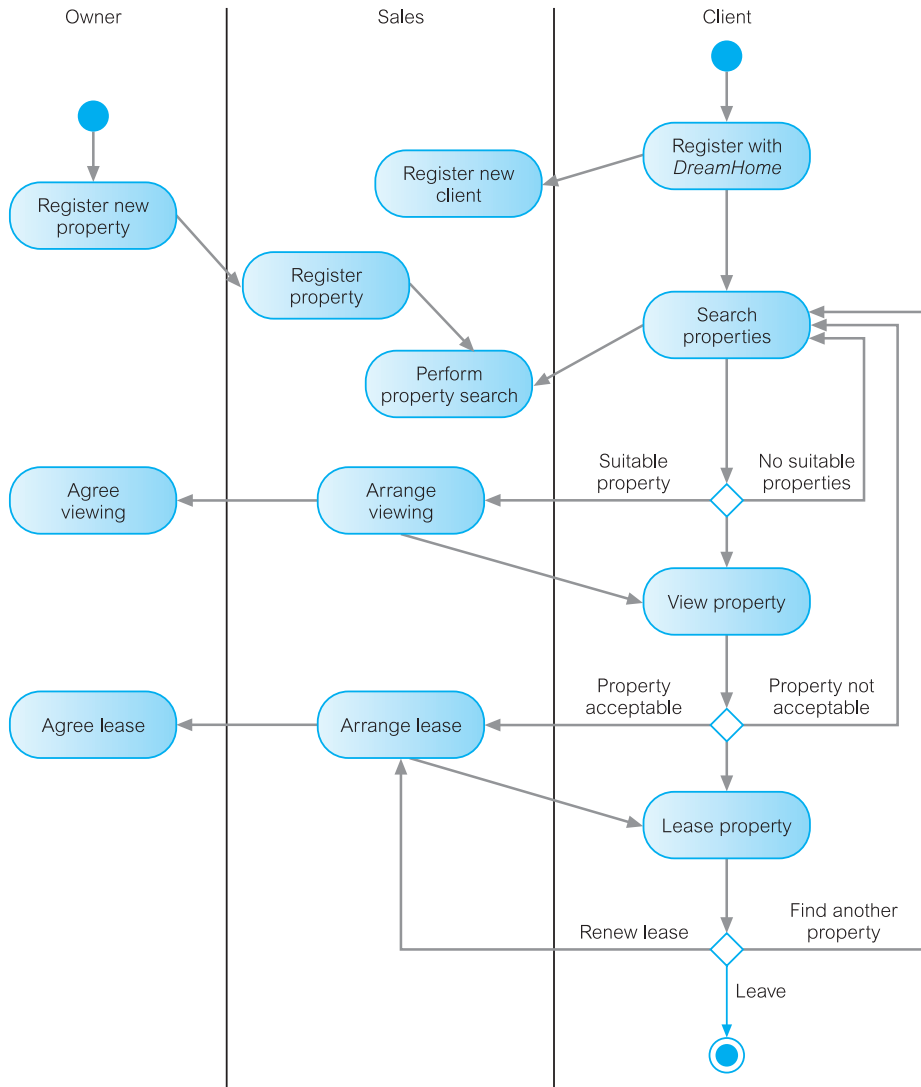 Owner
Sales
Client
Register with
DreamHome
Register new
client
Register new
property
Register
property
Search
properties
Perform
property search
Suitable
property
No suitable
properties
Agree
viewing
Arrange
viewing
View property
Property
acceptable
Property not
acceptable
Agree lease
Arrange lease
Lease property
Renew lease
Find another
property
Leave